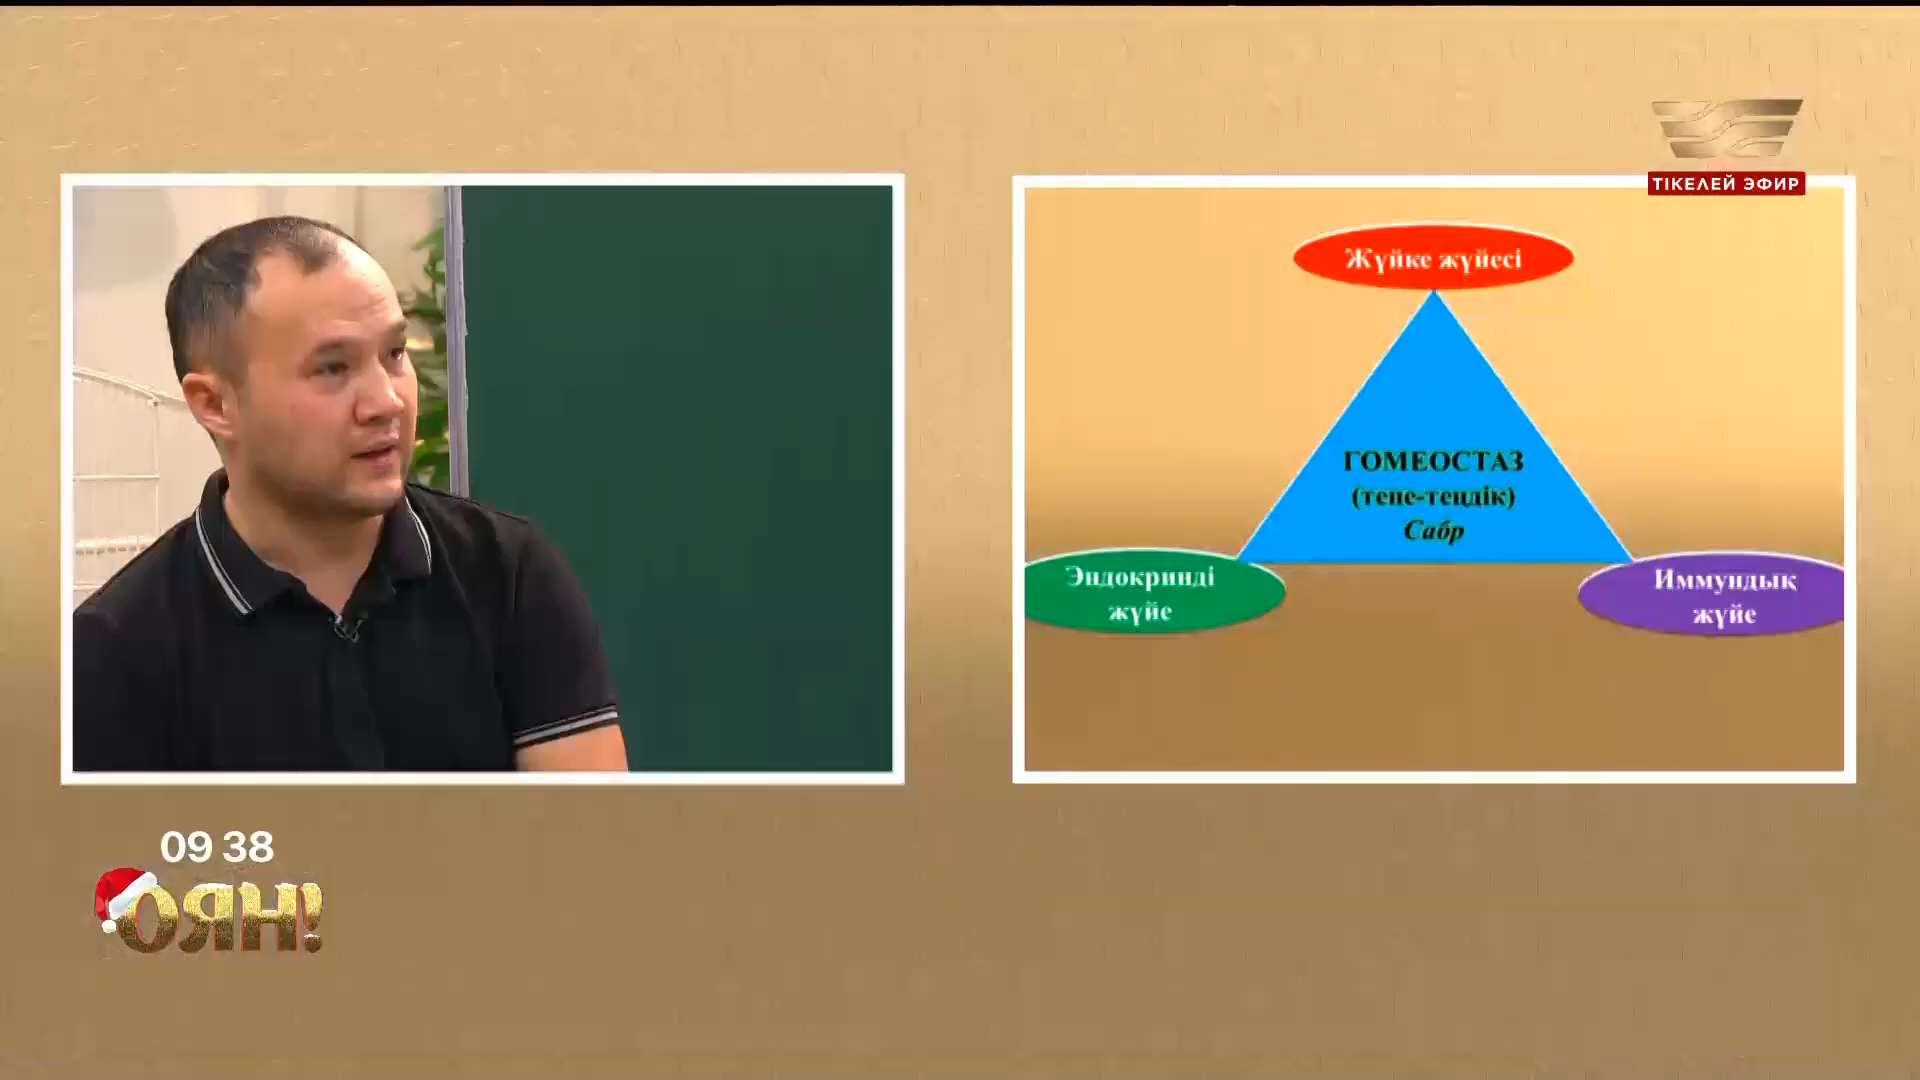 ТІКЕЛЕЙ ЭФИР
Жүйке жүйесі
ГОМЕОСТАЗ
(тепе-теңдік)
Сабр
Эндокринді
жүйе
Иммундық
жүйе
09 38
ОЯН!